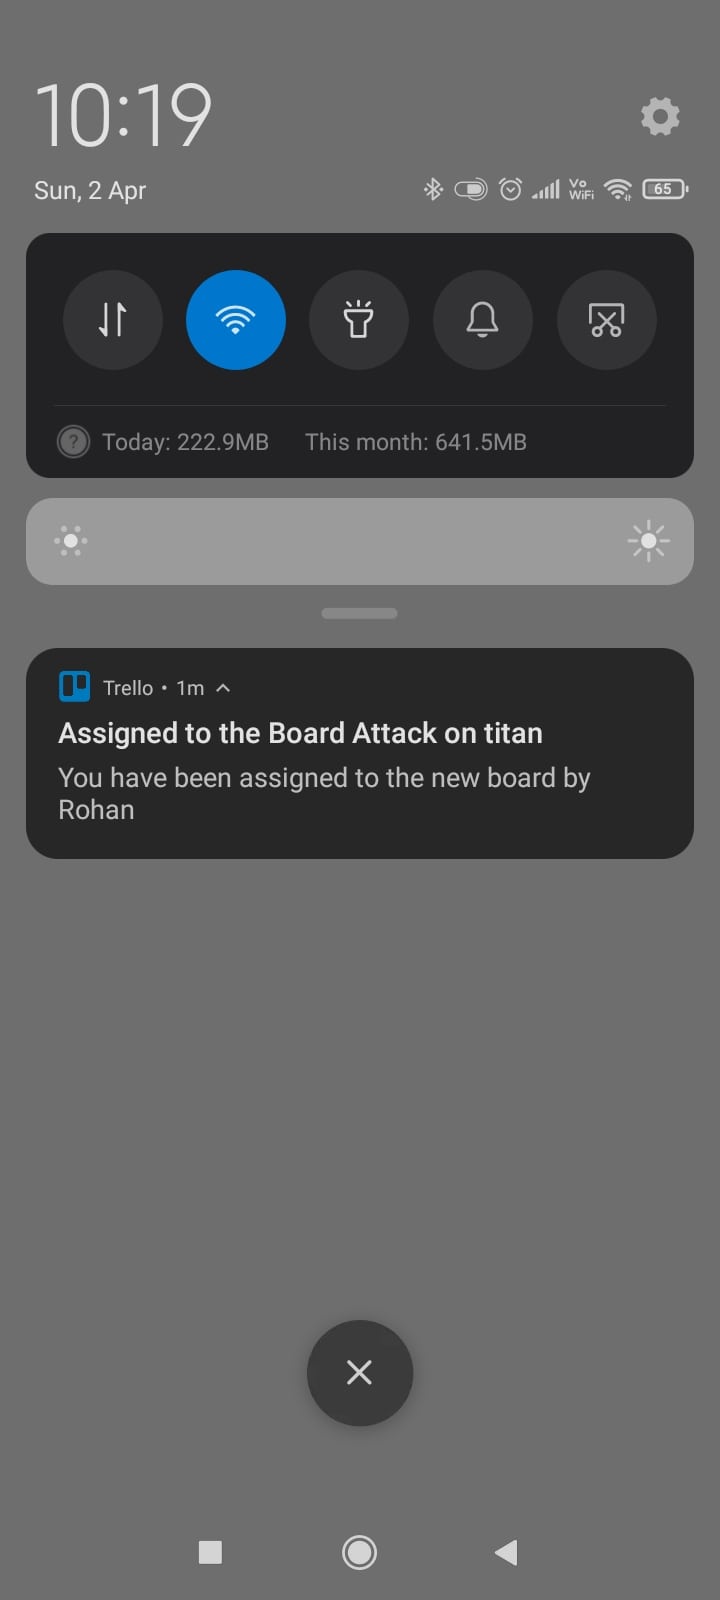 10:19
Sun, 2 Apr
Vo
WiFi
65
? Today: 222.9MB This month: 641.5MB
Trello • 1m
Assigned to the Board Attack on titan
You have been assigned to the new board by
Rohan